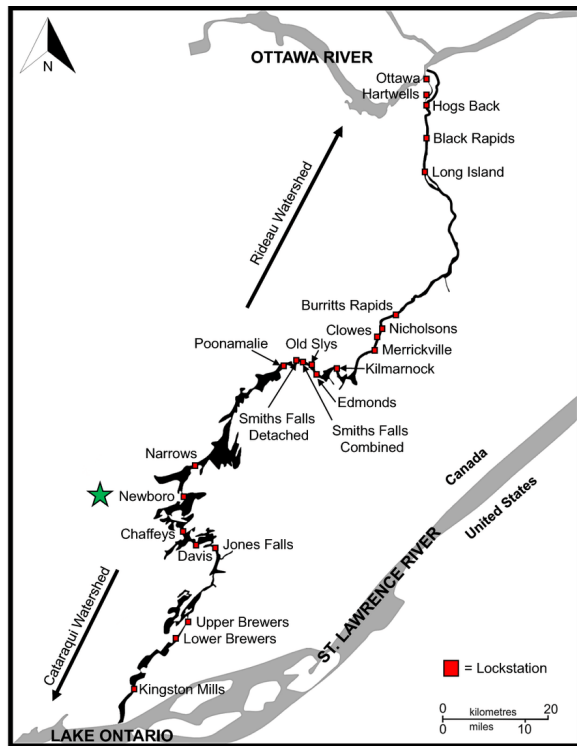 N
OTTAWA RIVER
Ottawa
Hartwells
Hogs Back
Black Rapids
Long Island
Rideau Watershed
Burritts Rapids
Clowes
Nicholsons
Merrickville
Poonamalie
Old Slys
Kilmarnock
Smiths Falls
Detached
Smiths Falls
Combined
Edmonds
Narrows
Newboro
Canada
United States
Chaffeys
Davis
Jones Falls
Cataraqui Watershed
ST. LAWRENCE RIVER
Upper Brewers
Lower Brewers
Kingston Mills
= Lockstation
0 kilometres 20
0 miles 10
LAKE ONTARIO